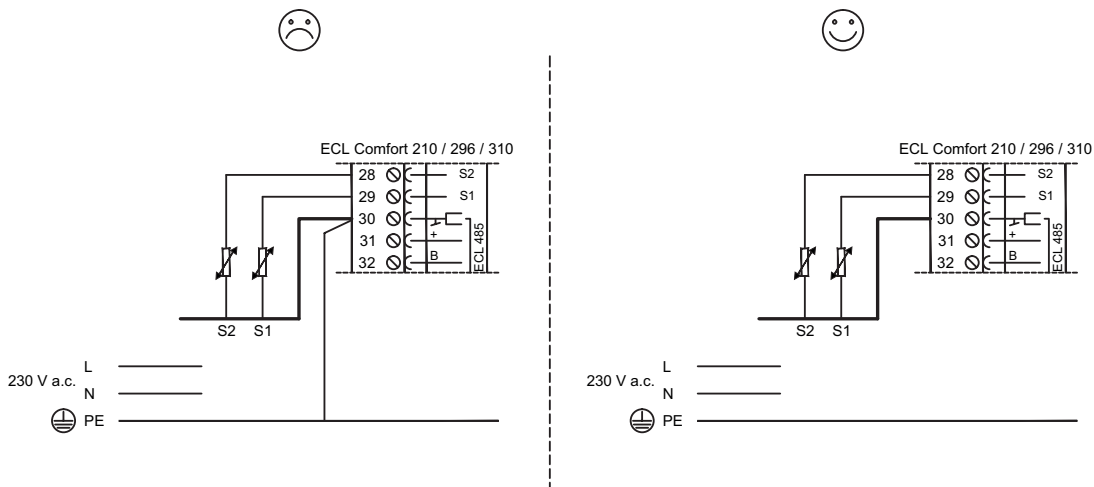 ECL Comfort 210 / 296 / 310
28 S2
29 S1
30
31 +
32 B
ECL 485
S2 S1
L
230 V a.c.
N
PE
ECL Comfort 210 / 296 / 310
28 S2
29 S1
30
31 +
32 B
ECL 485
S2 S1
L
230 V a.c.
N
PE